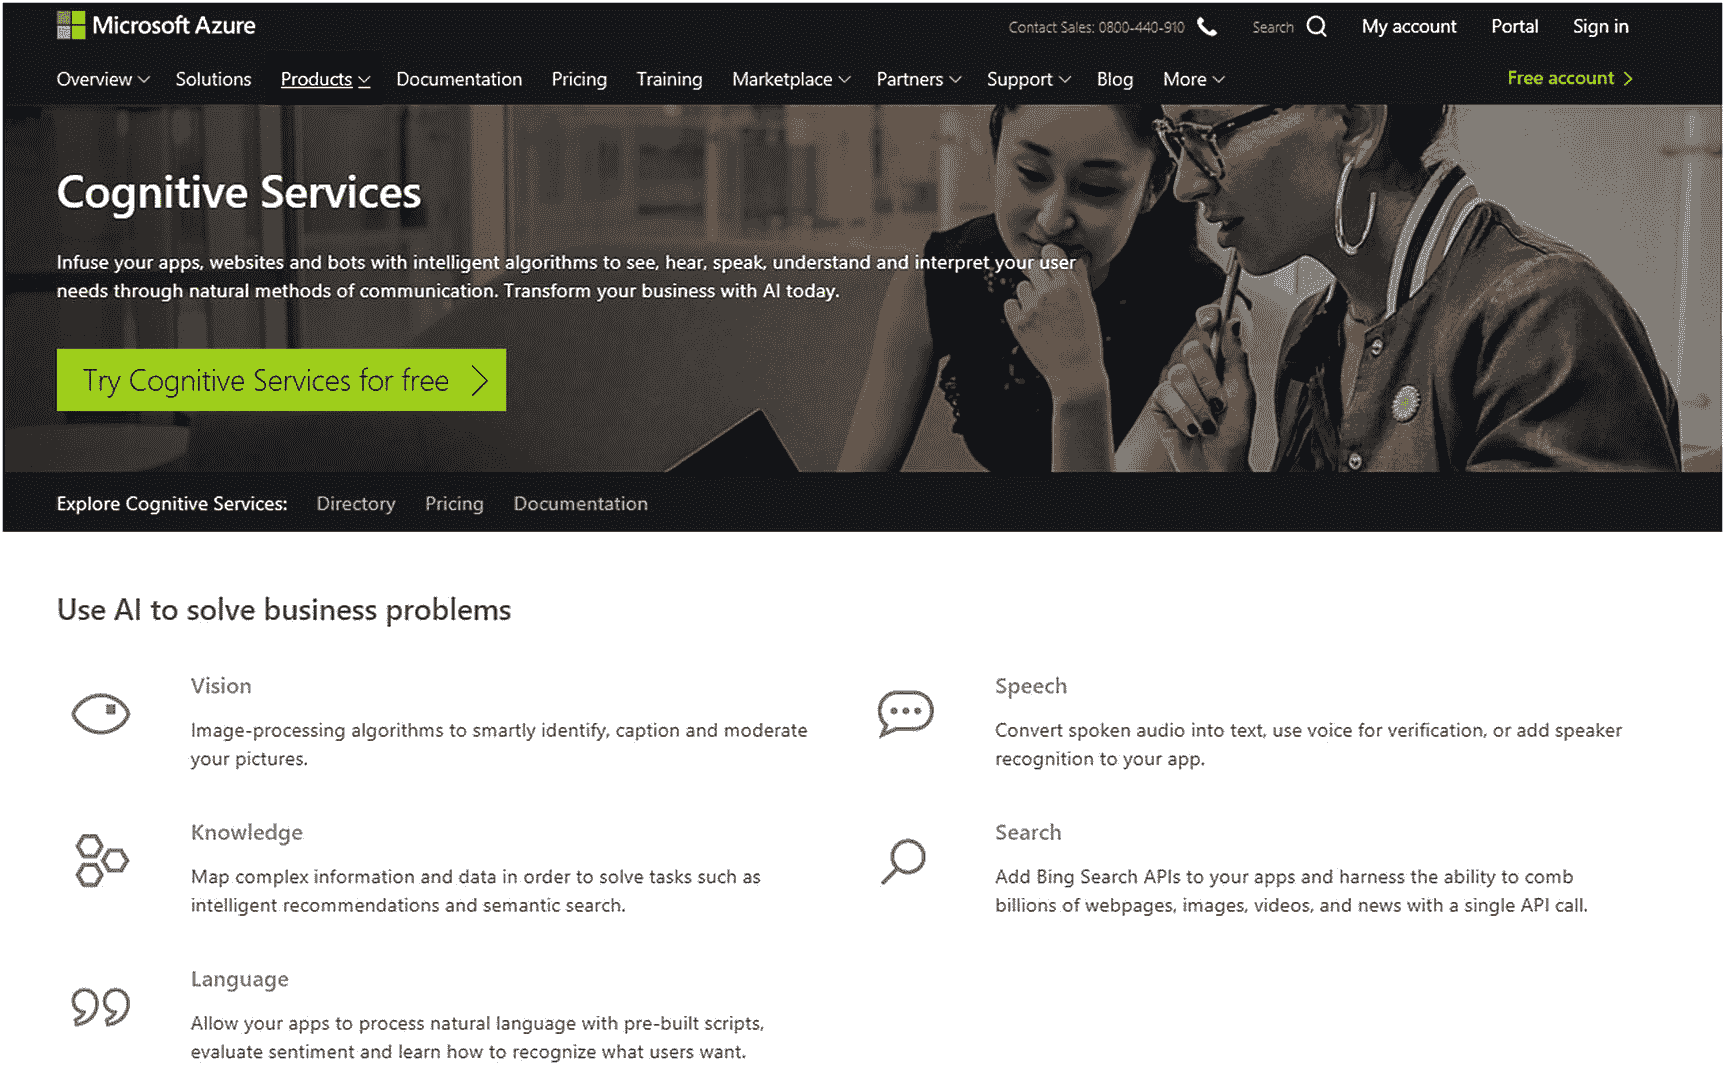 Microsoft Azure
Contact Sales: 0800-440-910
Search
My account
Portal
Sign in
Overview
Solutions
Products
Documentation
Pricing
Training
Marketplace
Partners
Support
Blog
More
Free account
Cognitive Services
Infuse your apps, websites and bots with intelligent algorithms to see, hear, speak, understand and interpret your user
needs through natural methods of communication. Transform your business with AI today.
Try Cognitive Services for free
Explore Cognitive Services:
Directory
Pricing
Documentation
Use AI to solve business problems
Vision
Image-processing algorithms to smartly identify, caption and moderate
your pictures.
Speech
Convert spoken audio into text, use voice for verification, or add speaker
recognition to your app.
Knowledge
Map complex information and data in order to solve tasks such as
intelligent recommendations and semantic search.
Search
Add Bing Search APIs to your apps and harness the ability to comb
billions of webpages, images, videos, and news with a single API call.
Language
Allow your apps to process natural language with pre-built scripts,
evaluate sentiment and learn how to recognize what users want.